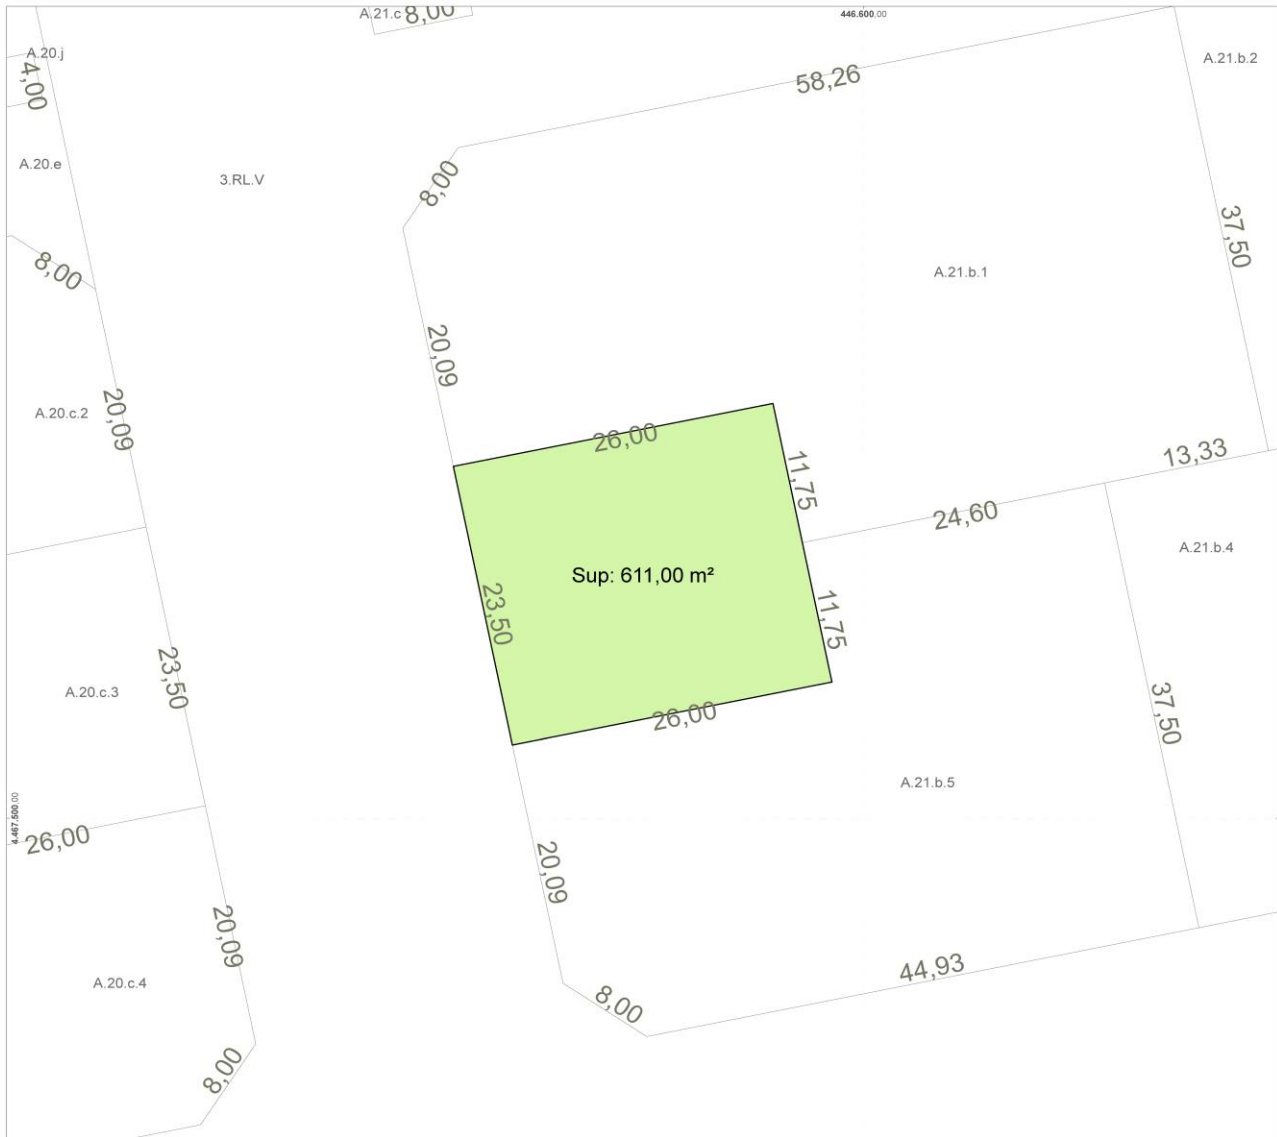 A.21.c
8,00
446.600,00
A.20.j
4,00
58,26
A.21.b.2
A.20.e
3.RL.V
8,00
37,50
8,00
A.21.b.1
20,09
20,09
A.20.c.2
26,00
11,75
13,33
24,60
A.21.b.4
Sup: 611,00 m²
23,50
11,75
23,50
A.20.c.3
26,00
37,50
A.21.b.5
4.467.500,00
26,00
20,09
20,09
44,93
A.20.c.4
8,00
8,00